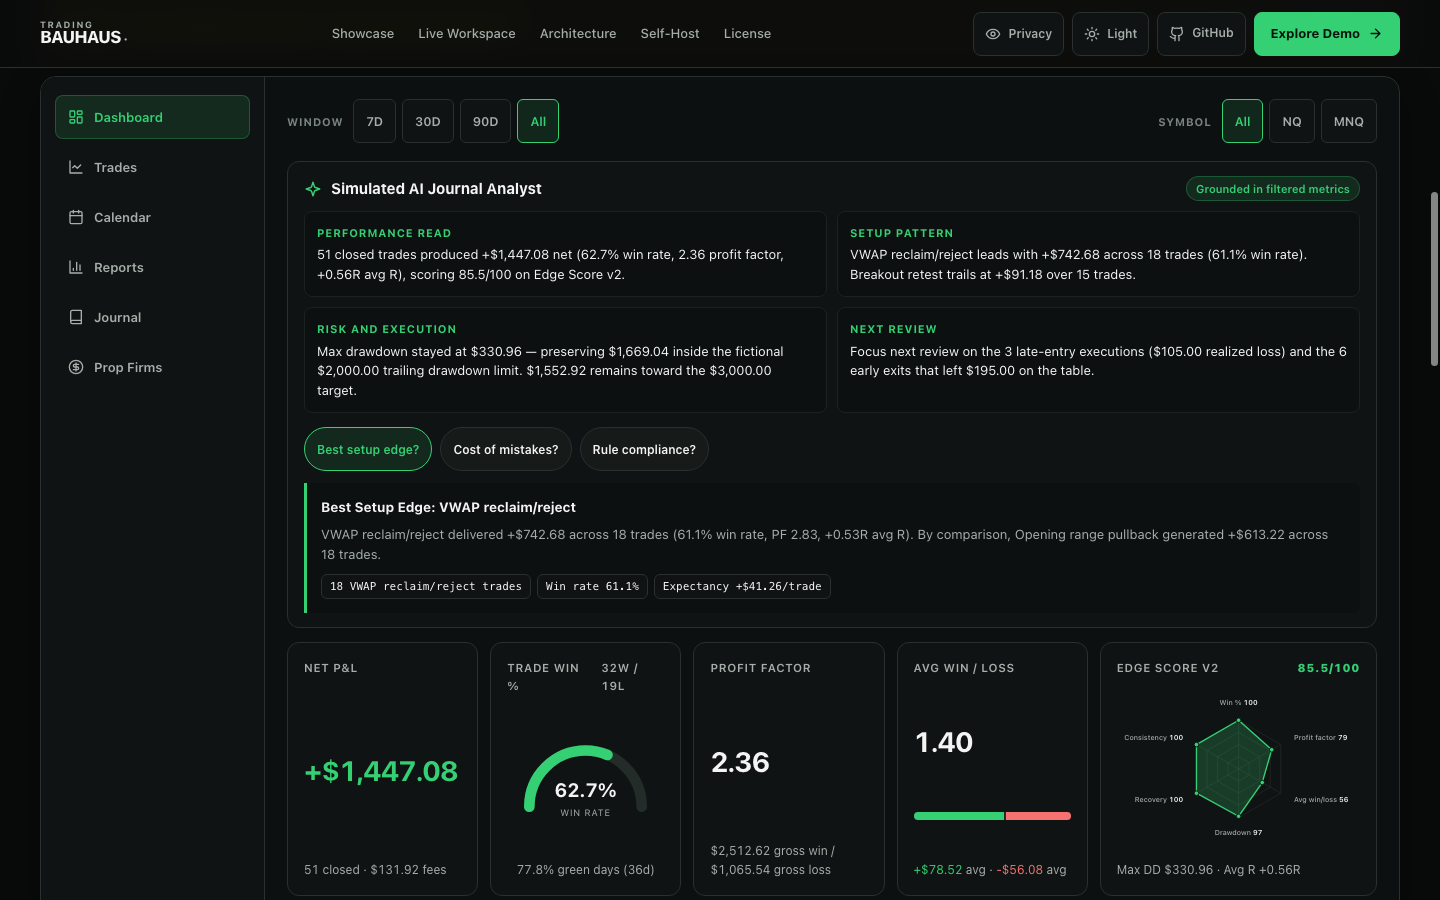 TRADING
BAUHAUS.
Showcase
Live Workspace
Architecture
Self-Host
License
Privacy
Light
GitHub
Explore Demo
Dashboard
Trades
Calendar
Reports
Journal
Prop Firms
WINDOW
7D
30D
90D
All
SYMBOL
All
NQ
MNQ
Simulated AI Journal Analyst
Grounded in filtered metrics
PERFORMANCE READ
51 closed trades produced +$1,447.08 net (62.7% win rate, 2.36 profit factor,
+0.56R avg R), scoring 85.5/100 on Edge Score v2.
SETUP PATTERN
VWAP reclaim/reject leads with +$742.68 across 18 trades (61.1% win rate).
Breakout retest trails at +$91.18 over 15 trades.
RISK AND EXECUTION
Max drawdown stayed at $330.96 — preserving $1,669.04 inside the fictional
$2,000.00 trailing drawdown limit. $1,552.92 remains toward the $3,000.00
target.
NEXT REVIEW
Focus next review on the 3 late-entry executions ($105.00 realized loss) and the 6
early exits that left $195.00 on the table.
Best setup edge?
Cost of mistakes?
Rule compliance?
Best Setup Edge: VWAP reclaim/reject
VWAP reclaim/reject delivered +$742.68 across 18 trades (61.1% win rate, PF 2.83, +0.53R avg R). By comparison, Opening range pullback generated +$613.22 across
18 trades.
18 VWAP reclaim/reject trades
Win rate 61.1%
Expectancy +$41.26/trade
NET P&L
+$1,447.08
51 closed · $131.92 fees
TRADE WIN
%
32W /
19L
62.7%
WIN RATE
77.8% green days (36d)
PROFIT FACTOR
2.36
$2,512.62 gross win /
$1,065.54 gross loss
AVG WIN / LOSS
1.40
+$78.52 avg · -$56.08 avg
EDGE SCORE V2
85.5/100
Win % 100
Consistency 100
Profit factor 79
Recovery 100
Avg win/loss 56
Drawdown 97
Max DD $330.96 · Avg R +0.56R